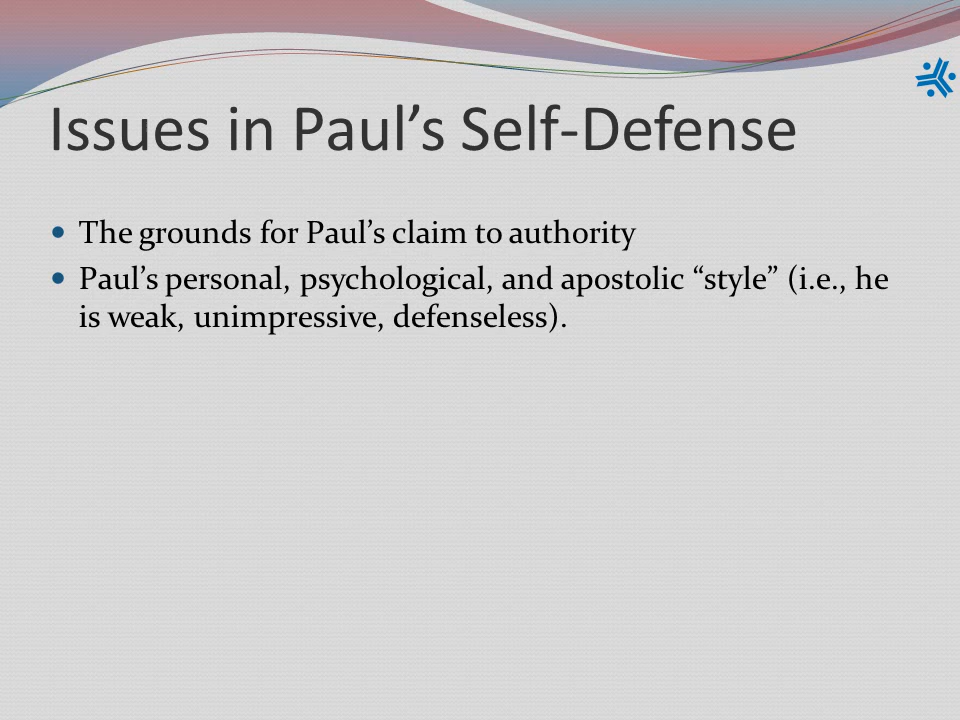 Issues in Paul’s Self-Defense
The grounds for Paul’s claim to authority
Paul’s personal, psychological, and apostolic “style” (i.e., he
is weak, unimpressive, defenseless).